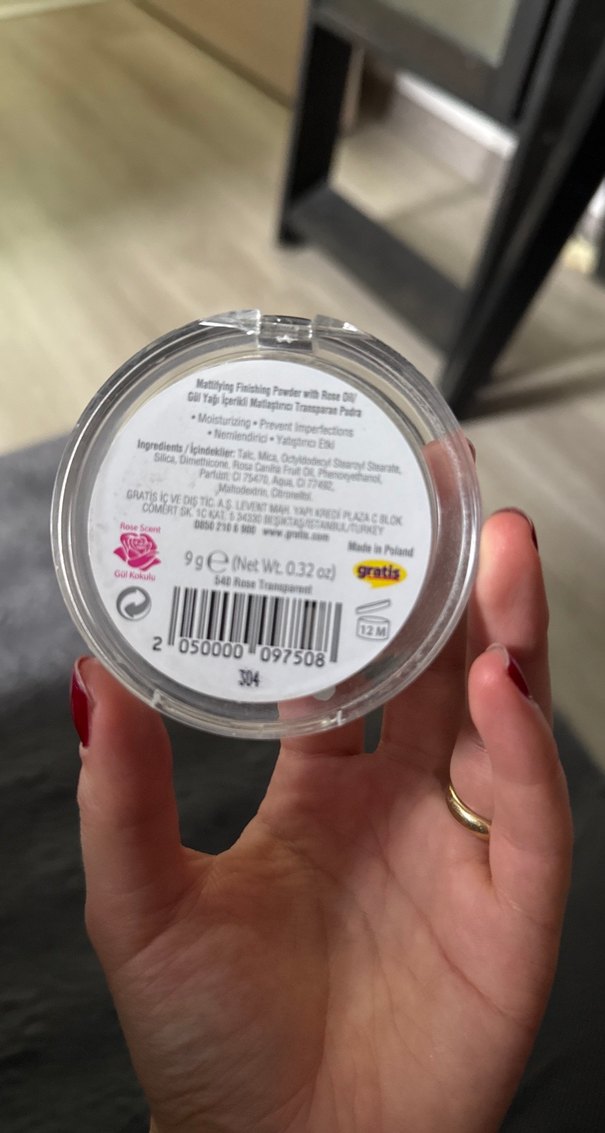 Mattifying Finishing Powder with Rose Oil/
Gül Yağı İçerikli Matlaştırıcı Transparan Pudra
• Moisturizing • Prevent Imperfections
• Nemlendirici • Yatıştırıcı Etki
Ingredients / İçindekiler: Talc, Mica, Octyldodecyl Stearoyl Stearate,
Silica, Dimethicone, Rosa Canina Fruit Oil, Phenoxyethanol,
Parfum, CI 75470, Aqua, CI 77492,
Maltodextrin, Citronellol.
GRATİS İÇ VE DIŞ TİC. A.Ş. LEVENT MAH. YAPI KREDİ PLAZA C BLOK
CÖMERT SK. 1C KAT. 5 34330 BEŞİKTAŞ/İSTANBUL/TURKEY
0850 210 6 900 www.gratis.com
Rose Scent
Gül Kokulu
Made in Poland
gratis
9 g e (Net Wt. 0.32 oz)
540 Rose Transparent
12 M
2 050000 097508
304